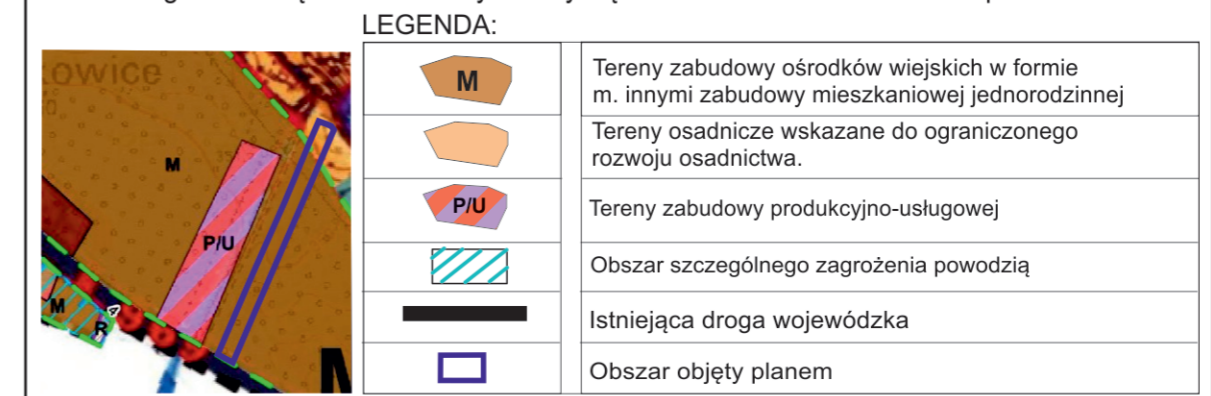 LEGENDA:
owice
M
P/U
M
R
4
M
M
Tereny zabudowy ośrodków wiejskich w formie
m. innymi zabudowy mieszkaniowej jednorodzinnej
Tereny osadnicze wskazane do ograniczonego
rozwoju osadnictwa.
P/U
Tereny zabudowy produkcyjno-usługowej
Obszar szczególnego zagrożenia powodzią
Istniejąca droga wojewódzka
Obszar objęty planem